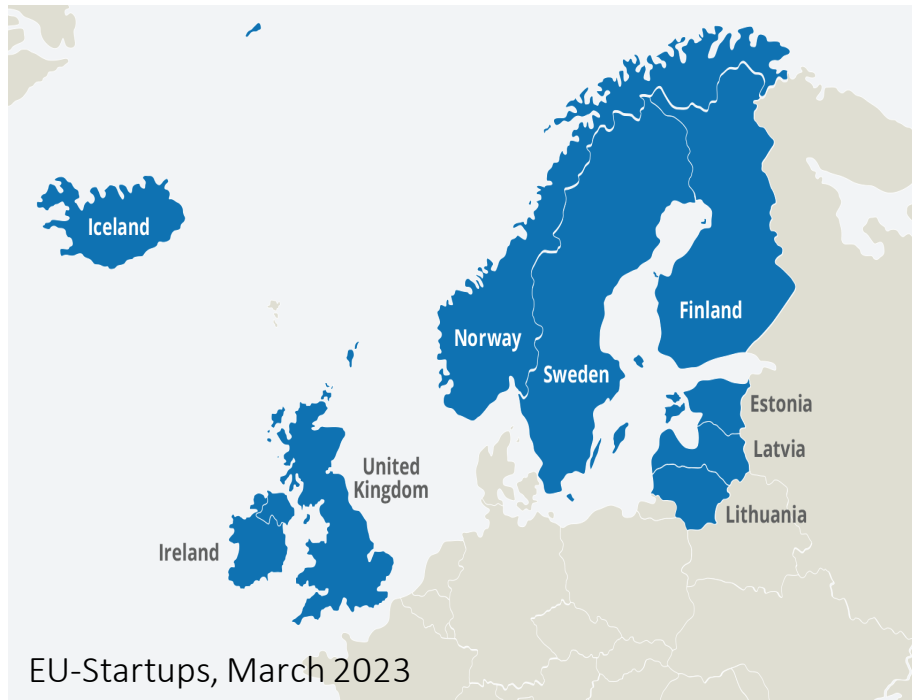 Iceland
Norway
Finland
Sweden
Estonia
Latvia
Lithuania
United
Kingdom
Ireland
EU-Startups, March 2023